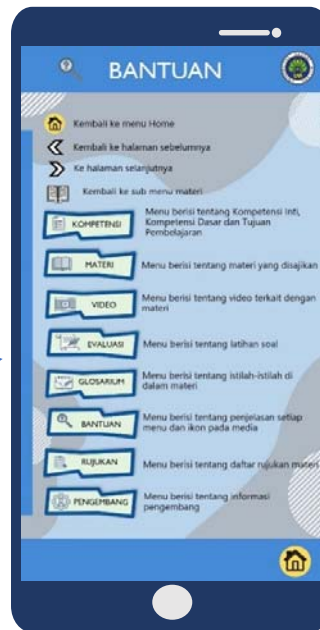 BANTUAN
Kembali ke menu Home
Kembali ke halaman sebelumnya
Ke halaman selanjutnya
Kembali ke sub menu materi
KOMPETENSI
Menu berisi tentang Kompetensi Inti,
Kompetensi Dasar dan Tujuan
Pembelajaran
MATERI
Menu berisi tentang materi yang disajikan
VIDEO
Menu berisi tentang video terkait dengan
materi
EVALUASI
Menu berisi tentang latihan soal
GLOSARIUM
Menu berisi tentang istilah-istilah di
dalam materi
BANTUAN
Menu berisi tentang penjelasan setiap
menu dan ikon pada media
RUJUKAN
Menu berisi tentang daftar rujukan materi
PENGEMBANG
Menu berisi tentang informasi
pengembang